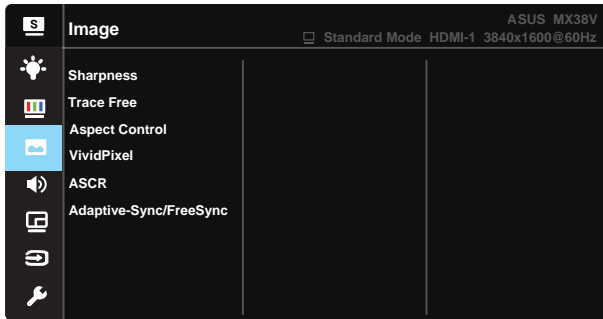 S
Image
ASUS MX38V
Standard Mode HDMI-1 3840x1600@60Hz
Sharpness
Trace Free
Aspect Control
VividPixel
ASCR
Adaptive-Sync/FreeSync